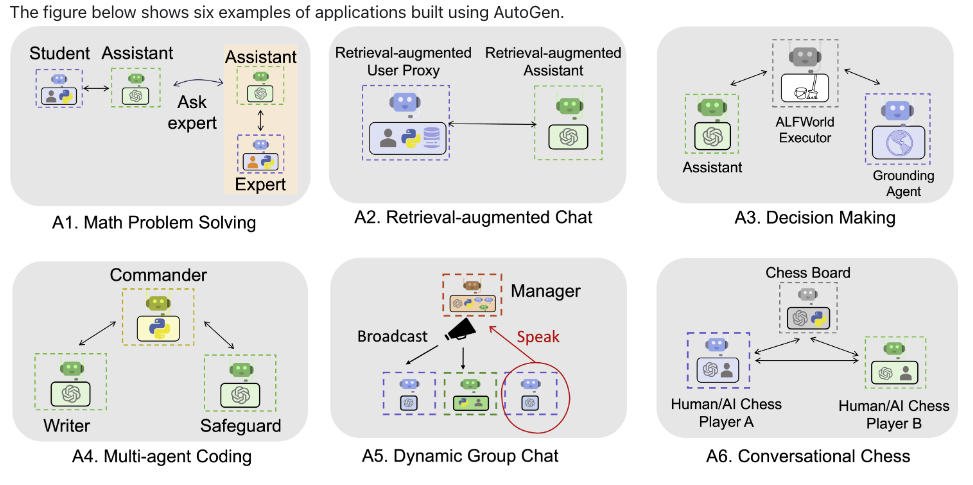 The figure below shows six examples of applications built using AutoGen.
Student
Assistant
Ask
expert
Assistant
Expert
A1. Math Problem Solving
Retrieval-augmented
User Proxy
Retrieval-augmented
Assistant
A2. Retrieval-augmented Chat
Assistant
ALFWorld
Executor
Grounding
Agent
A3. Decision Making
Commander
Writer
Safeguard
A4. Multi-agent Coding
Manager
Broadcast
Speak
A5. Dynamic Group Chat
Chess Board
Human/AI Chess
Player A
Human/AI Chess
Player B
A6. Conversational Chess